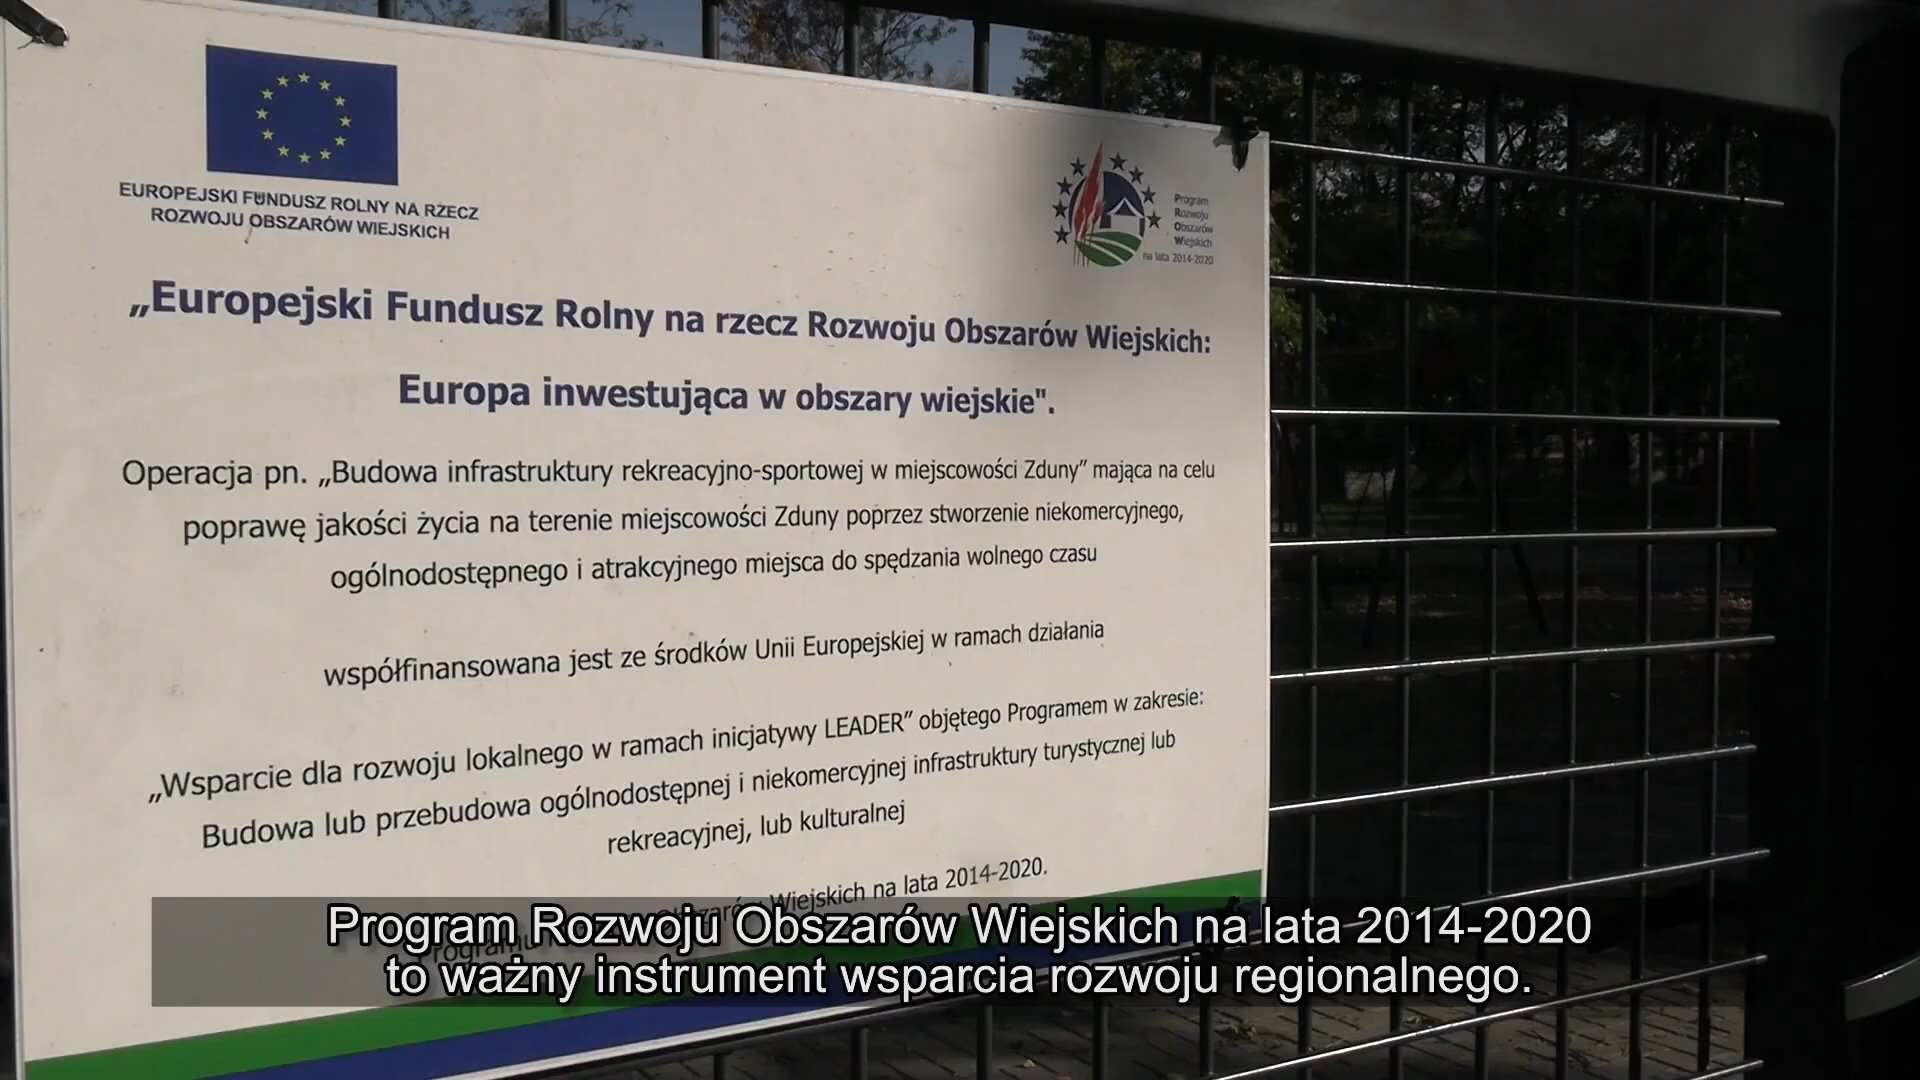 EUROPEJSKI FUNDUSZ ROLNY NA RZECZ
ROZWOJU OBSZARÓW WIEJSKICH
Program
Rozwoju
Obszarów
Wiejskich
na lata 2014-2020
„Europejski Fundusz Rolny na rzecz Rozwoju Obszarów Wiejskich:
Europa inwestująca w obszary wiejskie".
Operacja pn. „Budowa infrastruktury rekreacyjno-sportowej w miejscowości Zduny” mająca na celu
poprawę jakości życia na terenie miejscowości Zduny poprzez stworzenie niekomercyjnego,
ogólnodostępnego i atrakcyjnego miejsca do spędzania wolnego czasu
współfinansowana jest ze środków Unii Europejskiej w ramach działania
„Wsparcie dla rozwoju lokalnego w ramach inicjatywy LEADER” objętego Programem w zakresie:
Budowa lub przebudowa ogólnodostępnej i niekomercyjnej infrastruktury turystycznej lub
rekreacyjnej, lub kulturalnej
Wiejskich na lata 2014-2020.
Program Rozwoju Obszarów Wiejskich na lata 2014-2020
to ważny instrument wsparcia rozwoju regionalnego.